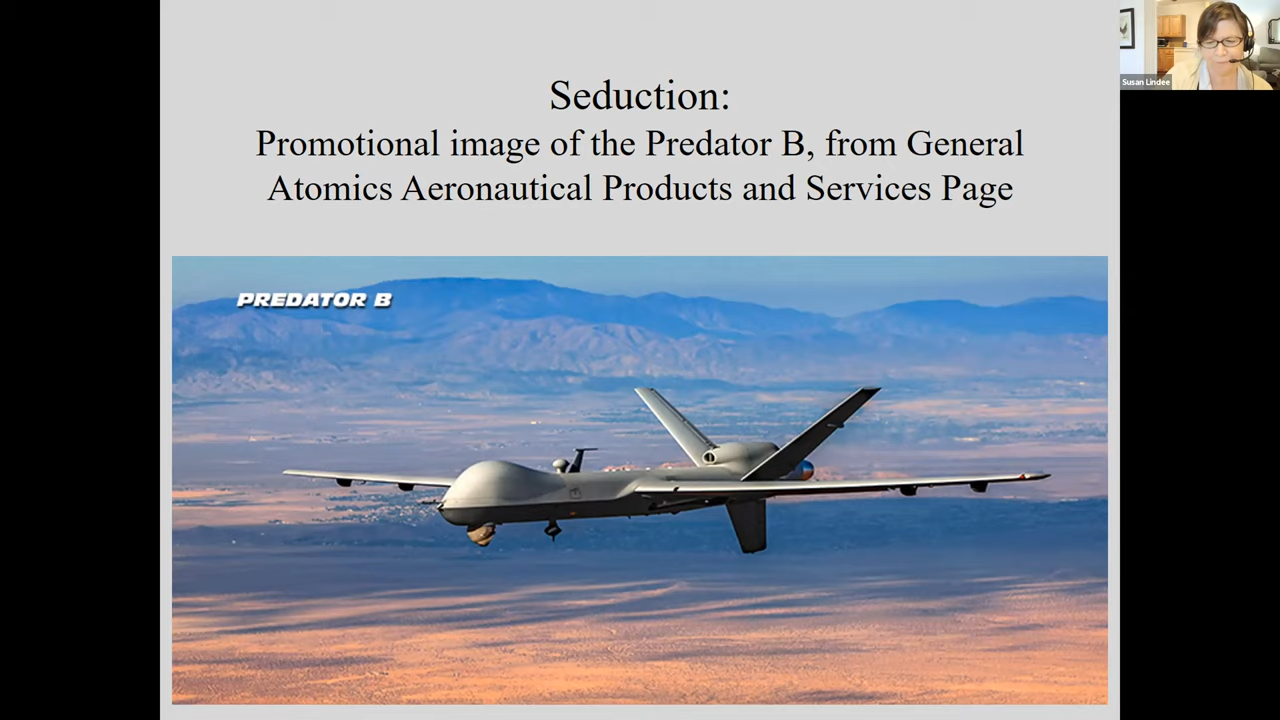 Seduction:
Promotional image of the Predator B, from General
Atomics Aeronautical Products and Services Page
PREDATOR B
Susan Lindee